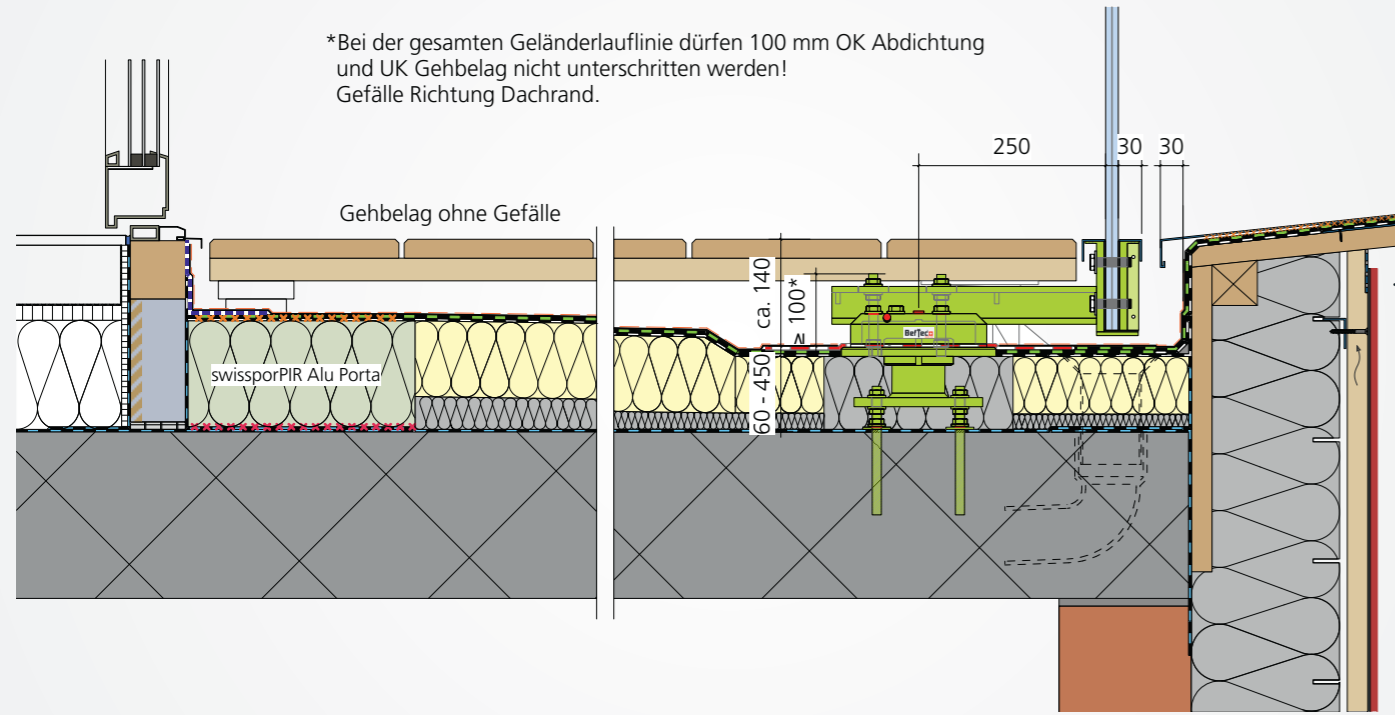 *Bei der gesamten Geländerlauflinie dürfen 100 mm OK Abdichtung
und UK Gehbelag nicht unterschritten werden!
Gefälle Richtung Dachrand.
250
30
30
Gehbelag ohne Gefälle
ca. 140
≥ 100*
60 - 450
BefTeco
swissporPIR Alu Porta